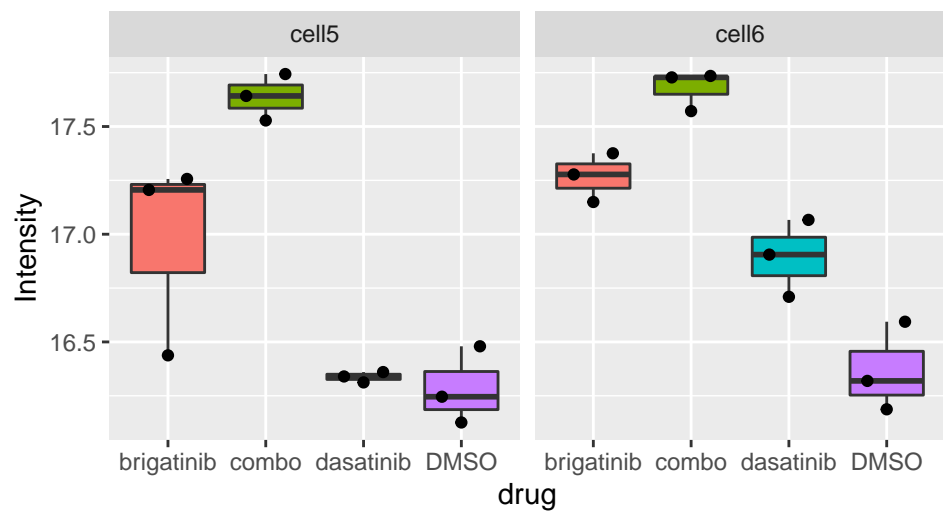 cell5 cell6
17.5
17.0
16.5
Intensity
brigatinib combo dasatinib DMSO brigatinib combo dasatinib DMSO
drug